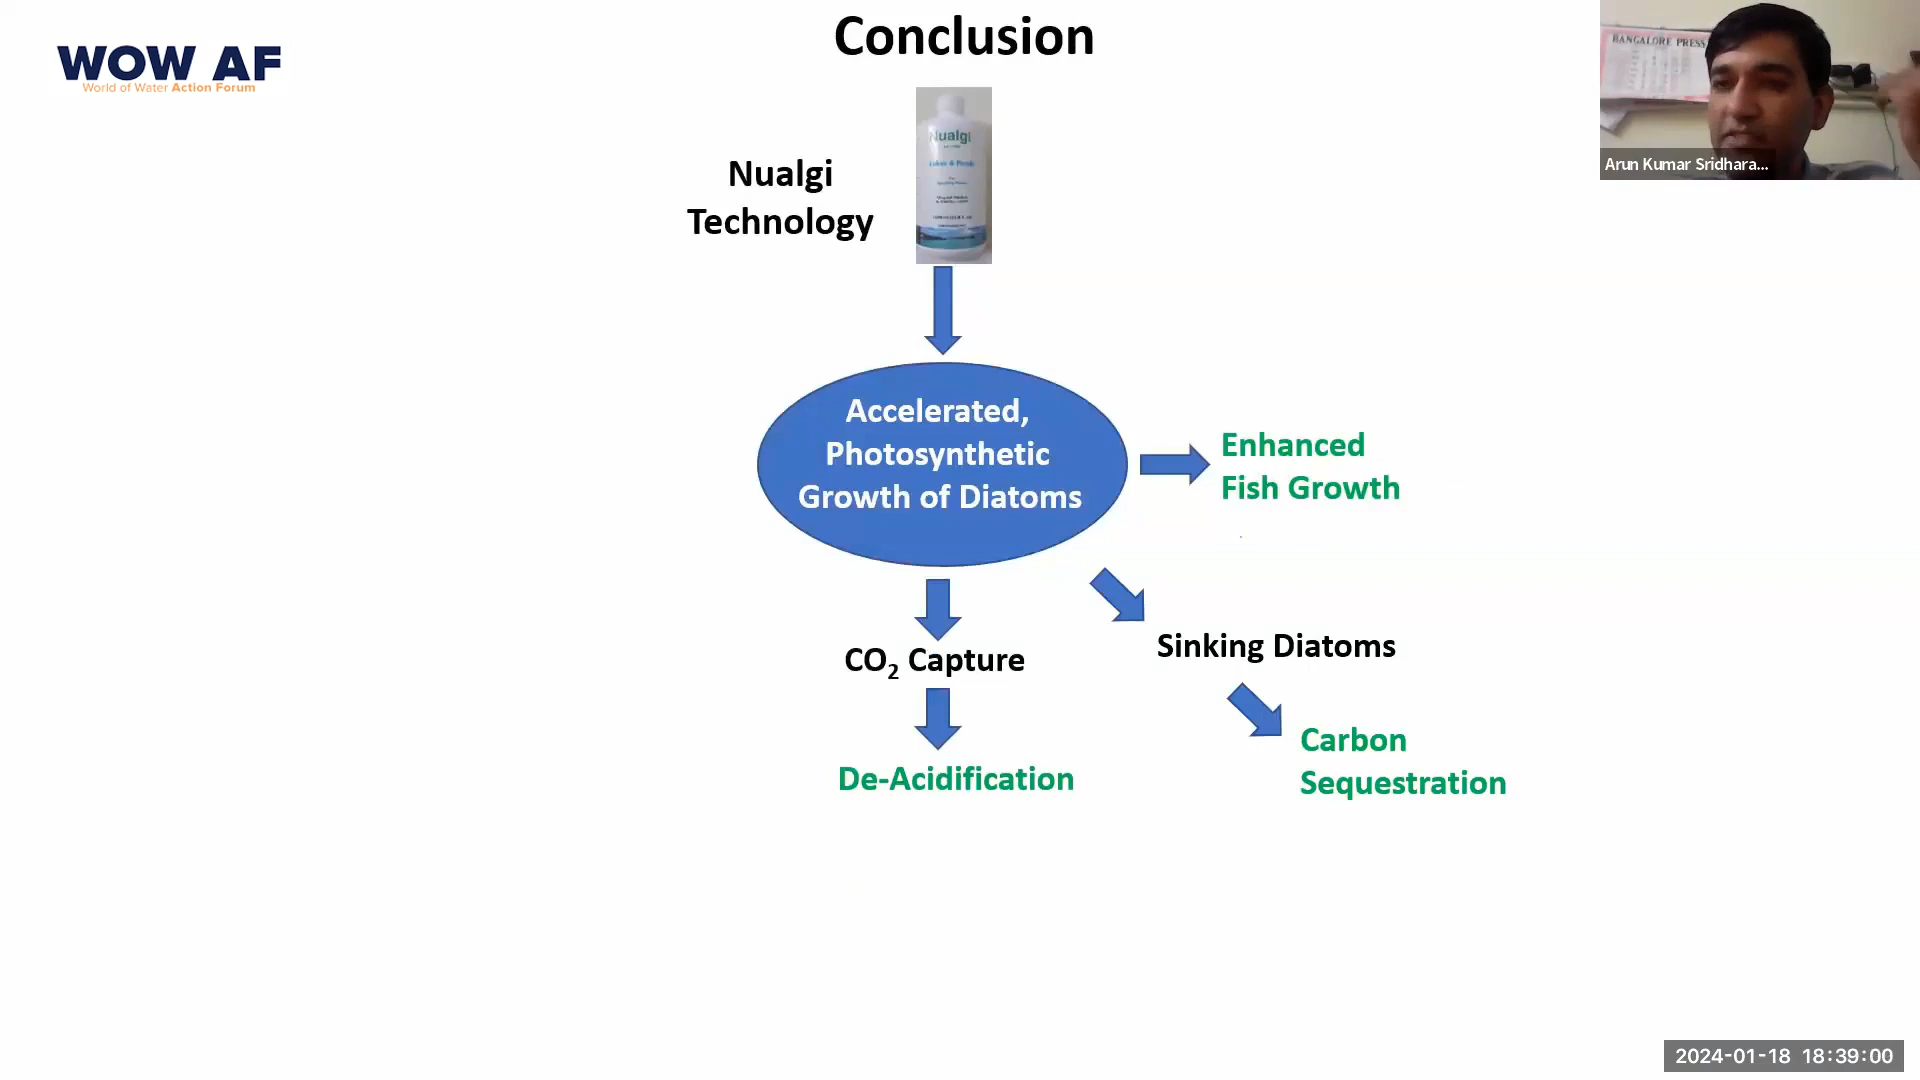 Conclusion
WOW AF
World of Water Action Forum
BANGALORE PRESS
Arun Kumar Sridhara...
Nualgi
Lakes & Ponds
Nualgi
Technology
Accelerated,
Photosynthetic
Growth of Diatoms
Enhanced
Fish Growth
CO₂ Capture
Sinking Diatoms
De-Acidification
Carbon
Sequestration
2024-01-18 18:39:00